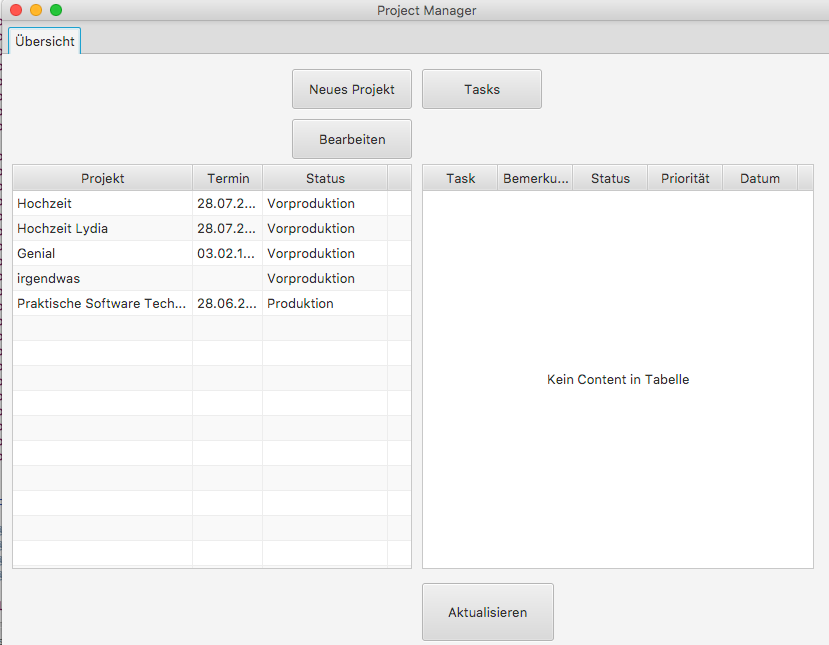 Project Manager
Übersicht
Neues Projekt Tasks
Bearbeiten
Projekt Termin Status Task Bemerku... Status Priorität Datum
Hochzeit 28.07.2... Vorproduktion
Hochzeit Lydia 28.07.2... Vorproduktion
Genial 03.02.1... Vorproduktion
irgendwas Vorproduktion
Praktische Software Tech... 28.06.2... Produktion
Kein Content in Tabelle
Aktualisieren